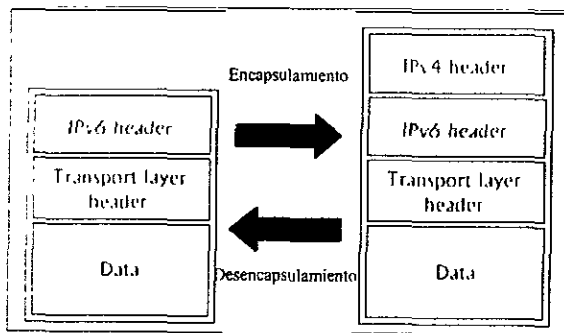 IPv6 header
Transport layer
header
Data
Encapsulamiento
Desencapsulamiento
IPv4 header
IPv6 header
Transport layer
header
Data